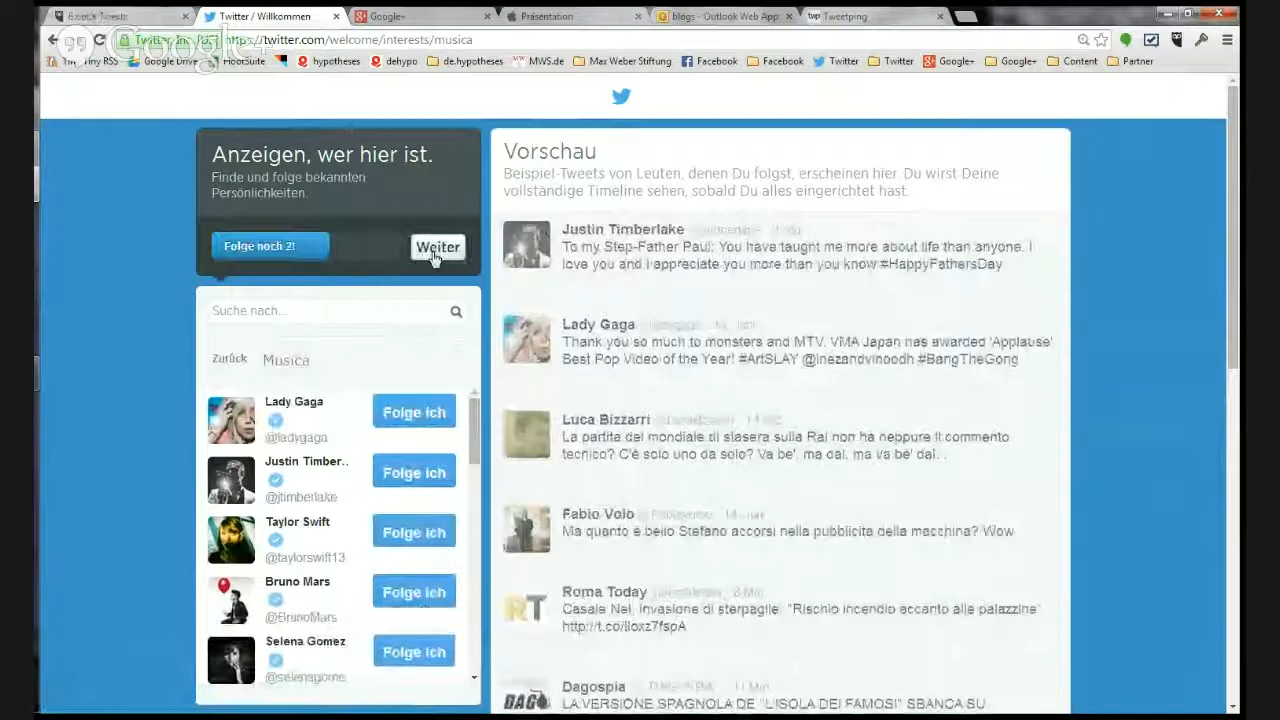 Twitter / Willkommen
Google+
Präsentation
blogs - Outlook Web App
Tweetping
Google+
https://twitter.com/welcome/interests/musica
Tiny RSS
Google Drive
HootSuite
hypotheses
dehypo
de.hypotheses
MWS.de
Max Weber Stiftung
Facebook
Facebook
Twitter
Twitter
Google+
Google+
Content
Partner
Anzeigen, wer hier ist.
Finde und folge bekannten
Persönlichkeiten.
Folge noch 2!
Weiter
Suche nach...
Zurück
Musica
Lady Gaga
@ladygaga
Folge ich
Justin Timber..
@jtimberlake
Folge ich
Taylor Swift
@taylorswift13
Folge ich
Bruno Mars
@BrunoMars
Folge ich
Selena Gomez
@selenagome
Folge ich
Vorschau
Beispiel-Tweets von Leuten, denen Du folgst, erscheinen hier. Du wirst Deine
vollständige Timeline sehen, sobald Du alles eingerichtet hast.
Justin Timberlake
To my Step-Father Paul: You have taught me more about life than anyone. I
love you and I appreciate you more than you know #HappyFathersDay
Lady Gaga
Thank you so much to monsters and MTV. VMA Japan has awarded 'Applause'
Best Pop Video of the Year! #ArtSLAY @inezandvinoodh #BangTheGong
Luca Bizzarri
La partita del mondiale di stasera sulla Rai non ha neppure il commento
tecnico? C'è solo uno da solo? Va be', ma dai, ma va be' dai..
Fabio Volo
Ma quanto è bello Stefano accorsi nella pubblicita della macchina? Wow
RT
Roma Today
Casale Nei, invasione di sterpaglie: "Rischio incendio accanto alle palazzine"
DAGO
Dagospia
LA VERSIONE SPAGNOLA DE "L'ISOLA DEI FAMOSI" SBANCA SU